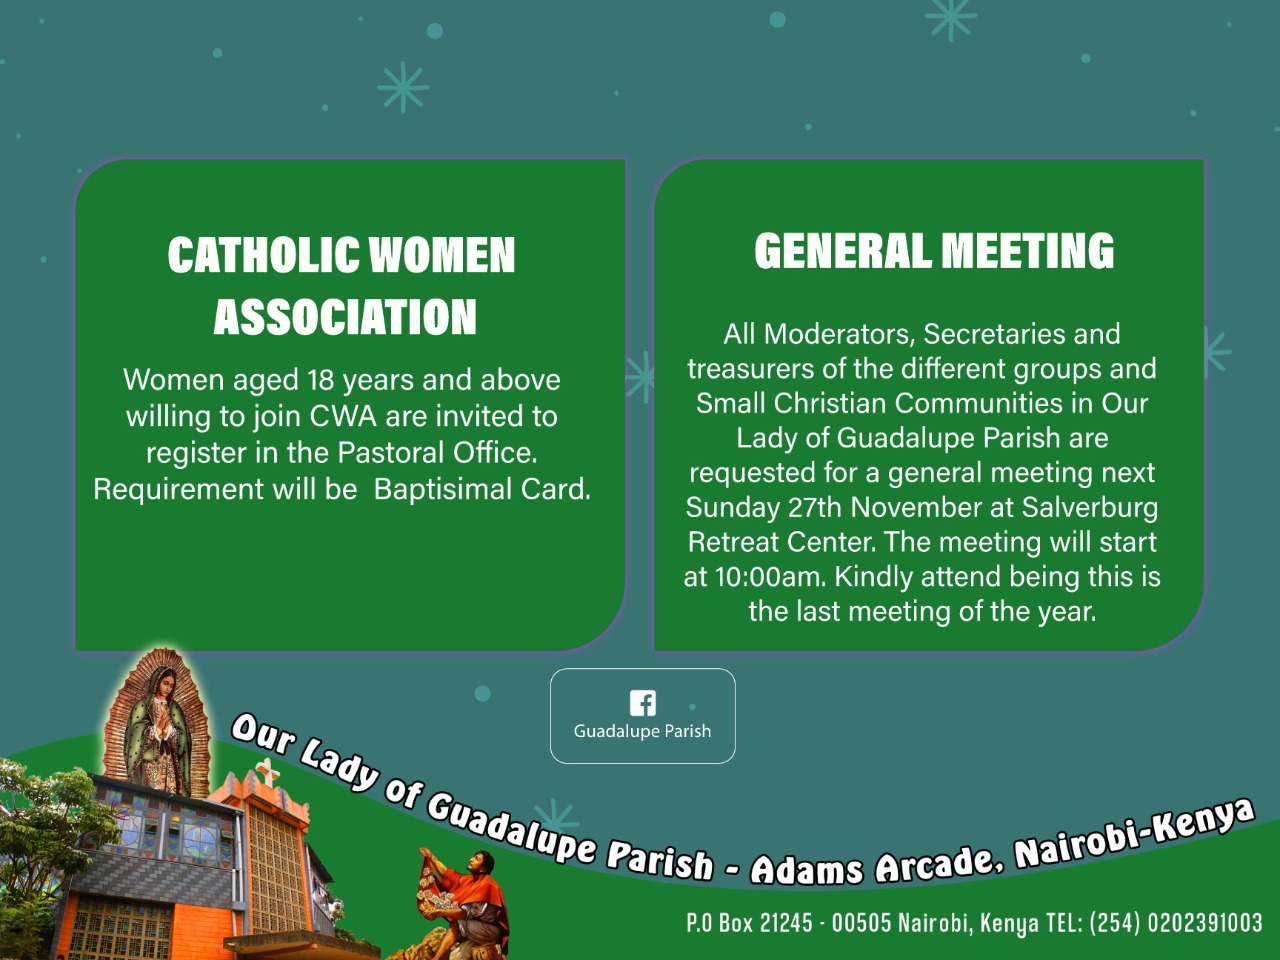 CATHOLIC WOMEN
ASSOCIATION
Women aged 18 years and above
willing to join CWA are invited to
register in the Pastoral Office.
Requirement will be  Baptisimal Card.
GENERAL MEETING
All Moderators, Secretaries and
treasurers of the different groups and
Small Christian Communities in Our
Lady of Guadalupe Parish are
requested for a general meeting next
Sunday 27th November at Salverburg
Retreat Center. The meeting will start
at 10:00am. Kindly attend being this is
the last meeting of the year.
Guadalupe Parish
Our Lady of Guadalupe Parish - Adams Arcade, Nairobi-Kenya
P.O Box 21245 - 00505 Nairobi, Kenya TEL: (254) 0202391003